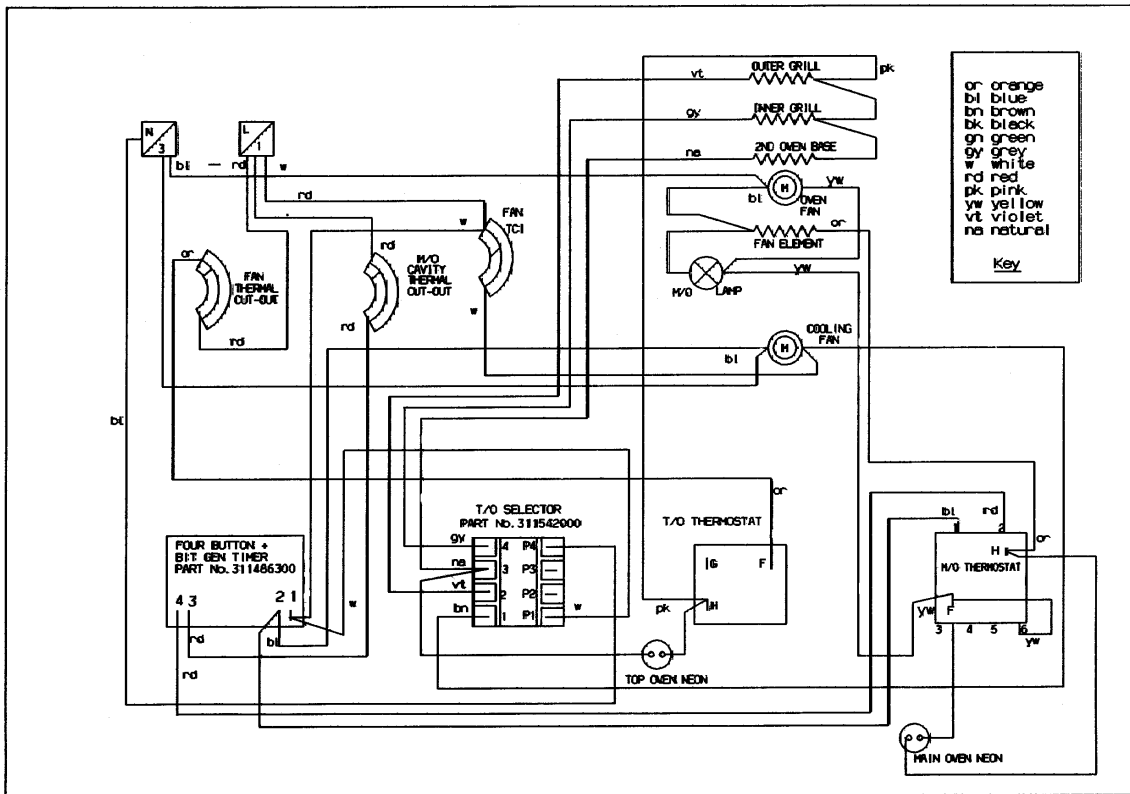 OUTER GRILL
vt
pk
INNER GRILL
gy
2ND OVEN BASE
na
or orange
bl blue
bn brown
bk black
gn green
gy grey
w white
rd red
pk pink
yw yellow
vt violet
na natural
Key
N
3
L
1
bl
rd
w
rd
FAN
TCI
w
w
M
OVEN
FAN
bl
yw
or
FAN ELEMENT
yw
M/O
LAMP
or
FAN
THERMAL
CUT-OUT
rd
rd
M/O
CAVITY
THERMAL
CUT-OUT
rd
COOLING
FAN
M
bl
bl
T/O SELECTOR
PART No. 311542000
gy
4
P4
na
3
P3
vt
2
P2
bn
1
P1
w
w
FOUR BUTTON +
BIT GEN TIMER
PART No. 311486300
4 3
2 1
rd
rd
bl
T/O THERMOSTAT
or
G
F
H
pk
TOP OVEN NEON
bl
1
rd
2
or
H
M/O THERMOSTAT
yw
F
3
4
5
6
yw
MAIN OVEN NEON